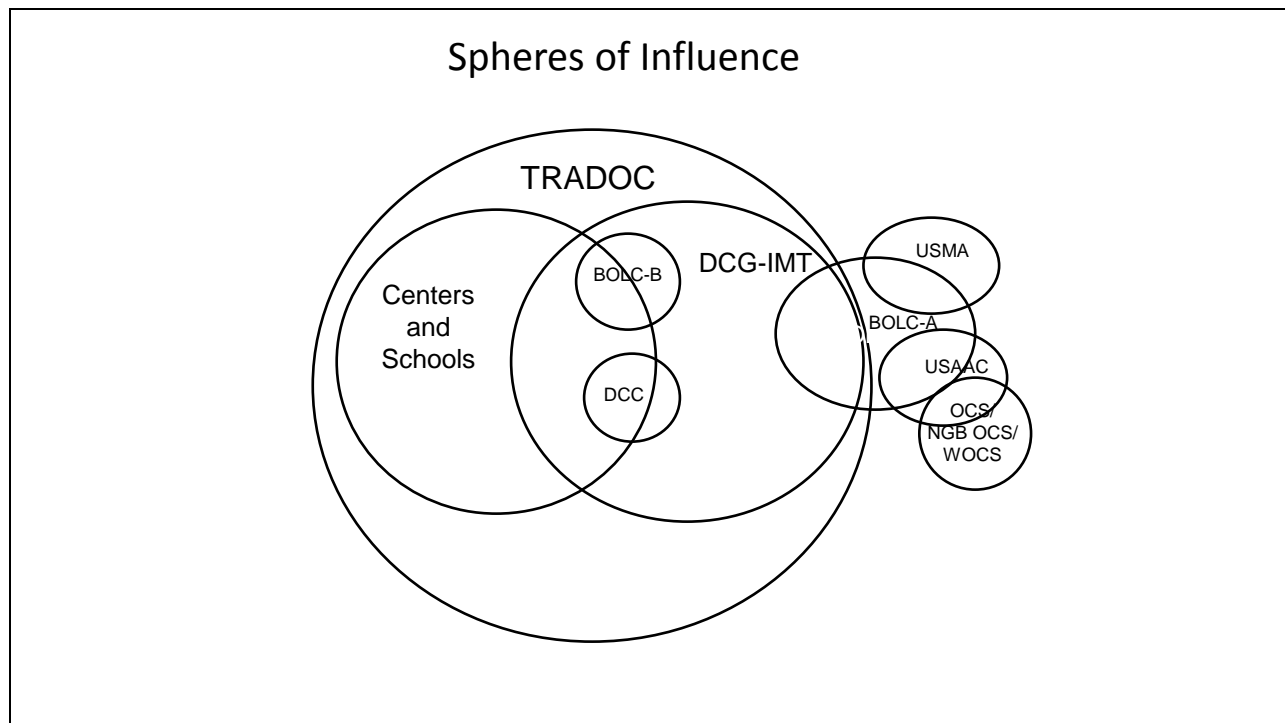 Spheres of Influence
TRADOC
USMA
DCG-IMT
BOLC-B
Centers
and
Schools
BOLC-A
USAAC
DCC
OCS/
NGB OCS/
WOCS